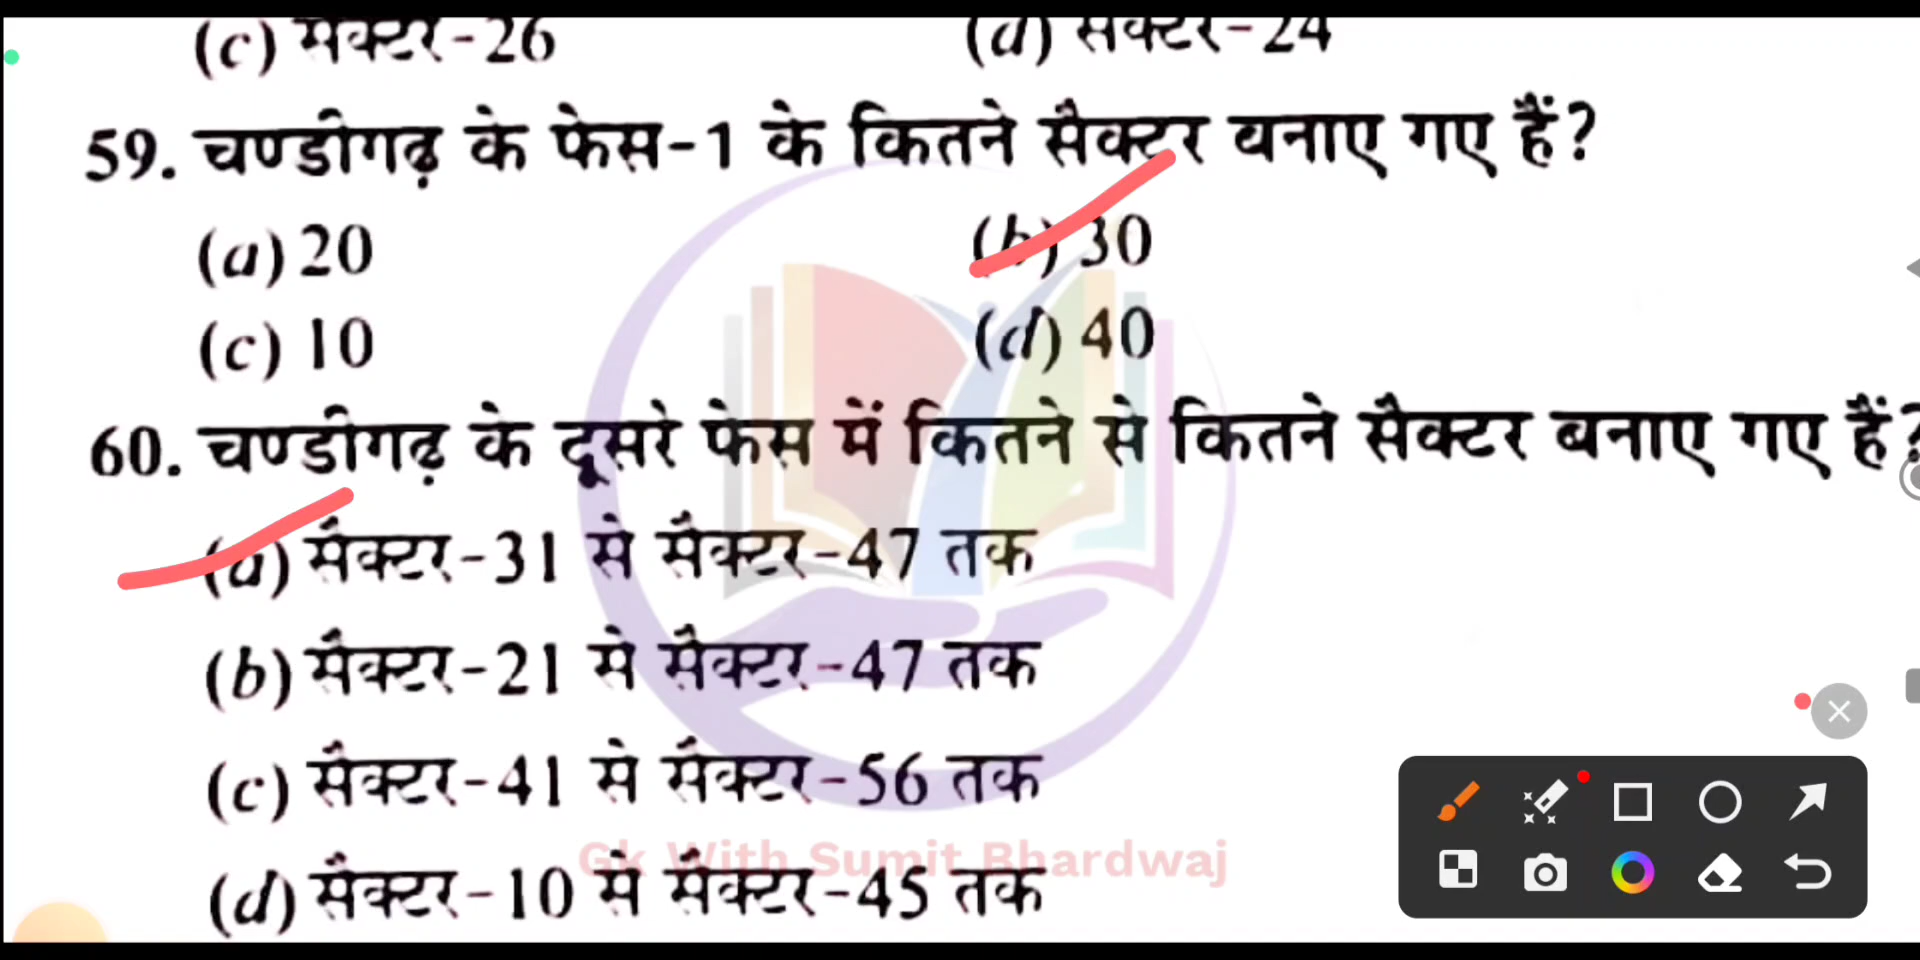 (c) सैक्टर-26 (d) सैक्टर-24
59. चण्डीगढ़ के फेस-1 के कितने सैक्टर बनाए गए हैं?
(a) 20 (b) 30
(c) 10 (d) 40
60. चण्डीगढ़ के दूसरे फेस में कितने से कितने सैक्टर बनाए गए हैं?
(a) सैक्टर-31 से सैक्टर-47 तक
(b) सैक्टर-21 से सैक्टर-47 तक
(c) सैक्टर-41 से सैक्टर-56 तक
Gk With Sumit Bhardwaj
(d) सैक्टर-10 से सैक्टर-45 तक